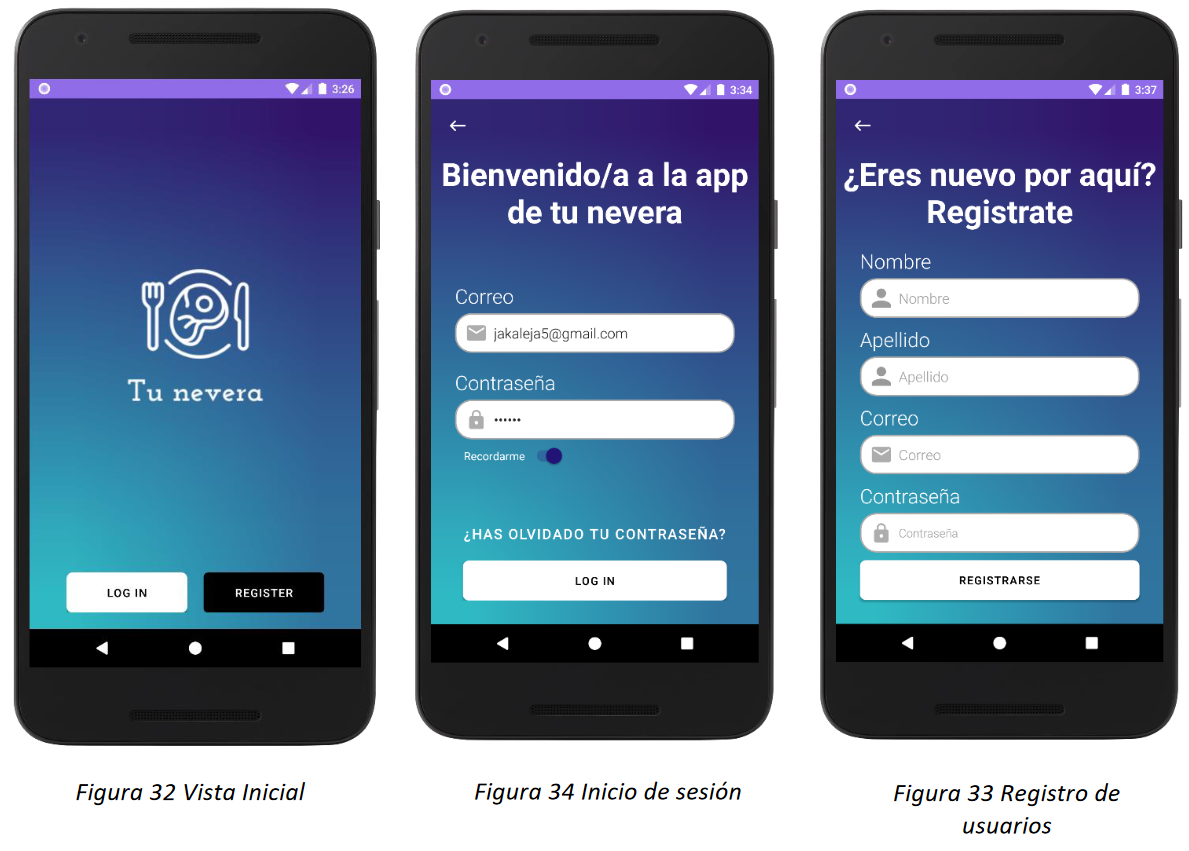 3:26
Tu nevera
LOG IN
REGISTER
Figura 32 Vista Inicial
3:34
Bienvenido/a a la app
de tu nevera
Correo
jakaleja5@gmail.com
Contraseña
••••••
Recordarme
¿HAS OLVIDADO TU CONTRASEÑA?
LOG IN
Figura 34 Inicio de sesión
3:37
¿Eres nuevo por aquí?
Registrate
Nombre
Nombre
Apellido
Apellido
Correo
Correo
Contraseña
Contraseña
REGISTRARSE
Figura 33 Registro de
usuarios